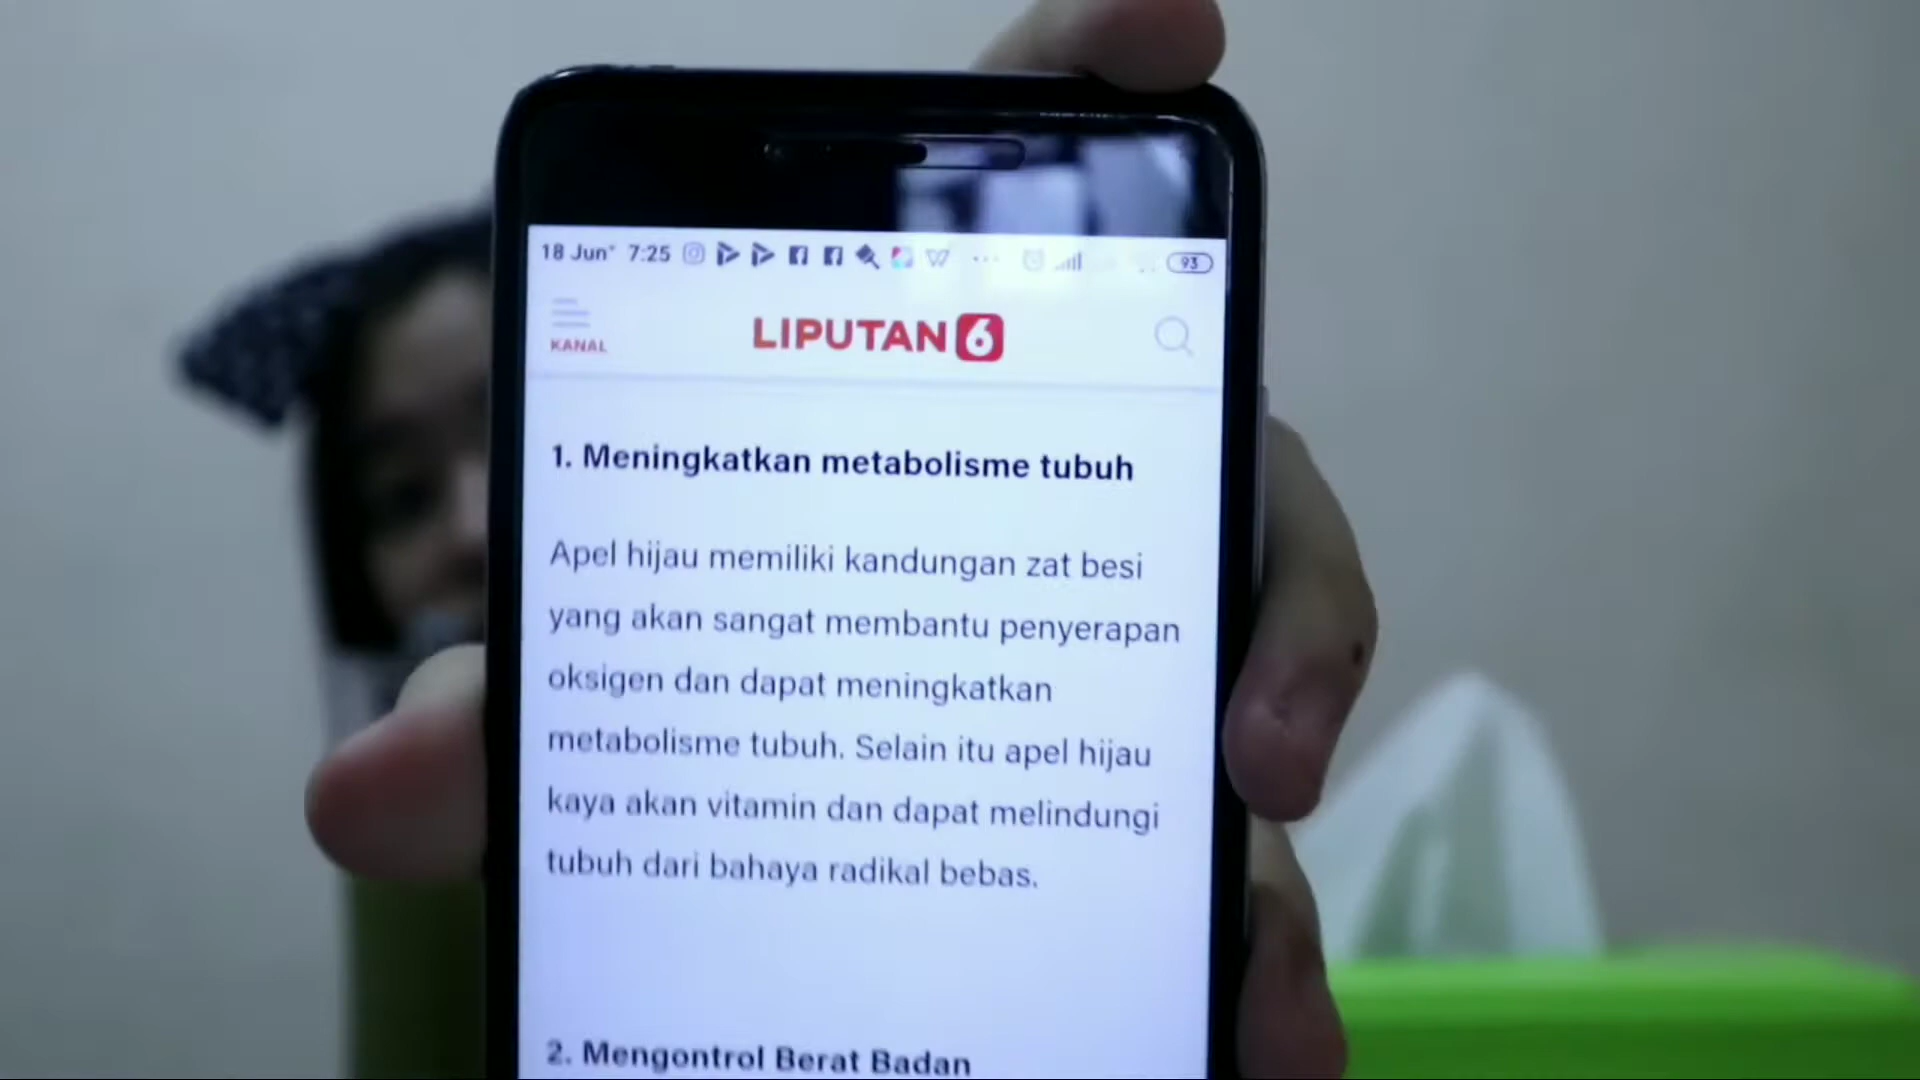 18 Jun 7:25 93
KANAL
LIPUTAN 6
1. Meningkatkan metabolisme tubuh
Apel hijau memiliki kandungan zat besi
yang akan sangat membantu penyerapan
oksigen dan dapat meningkatkan
metabolisme tubuh. Selain itu apel hijau
kaya akan vitamin dan dapat melindungi
tubuh dari bahaya radikal bebas.
2. Mengontrol Berat Badan